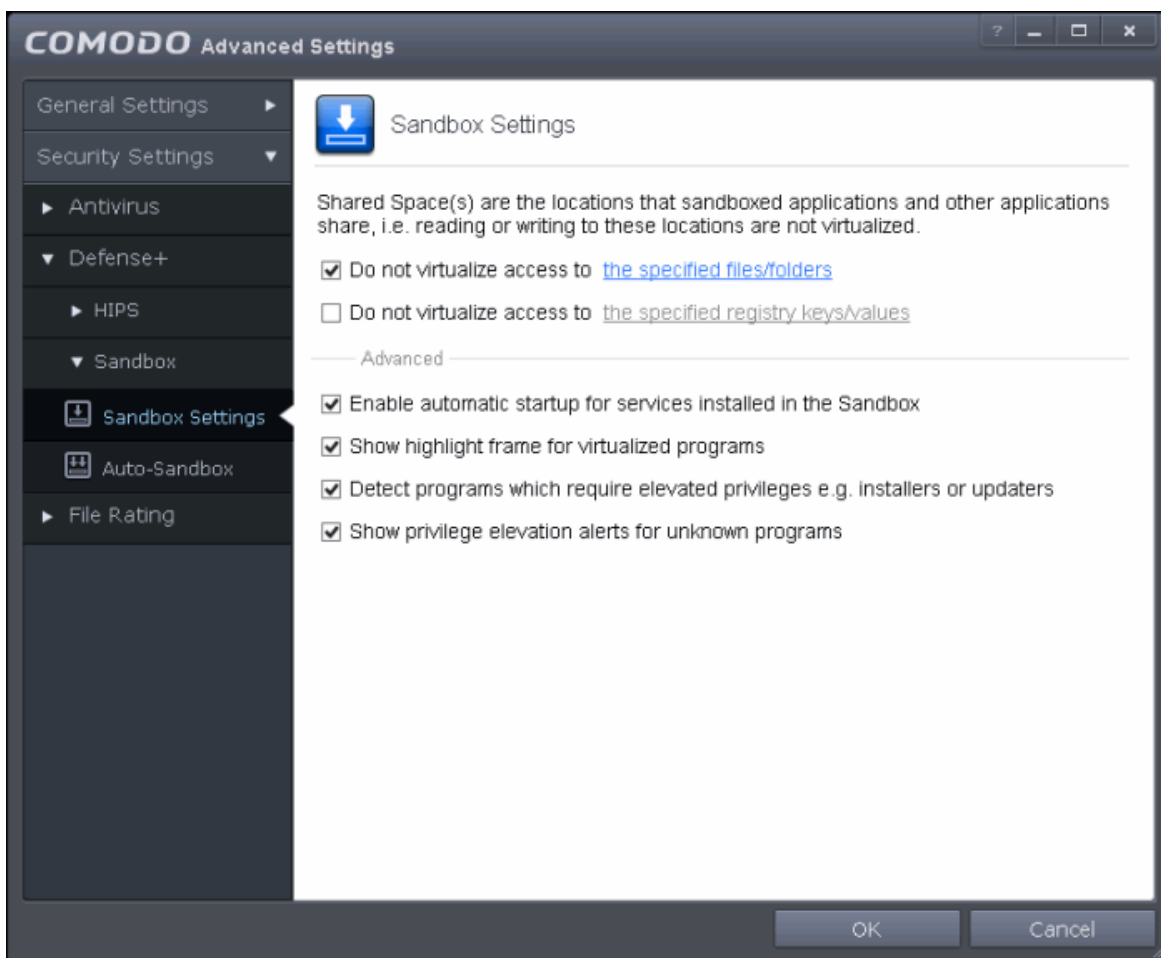 COMODO Advanced Settings
?
General Settings
Security Settings
Antivirus
Defense+
HIPS
Sandbox
Sandbox Settings
Auto-Sandbox
File Rating
Sandbox Settings
Shared Space(s) are the locations that sandboxed applications and other applications
share, i.e. reading or writing to these locations are not virtualized.
Do not virtualize access to the specified files/folders
Do not virtualize access to the specified registry keys/values
Advanced
Enable automatic startup for services installed in the Sandbox
Show highlight frame for virtualized programs
Detect programs which require elevated privileges e.g. installers or updaters
Show privilege elevation alerts for unknown programs
OK
Cancel